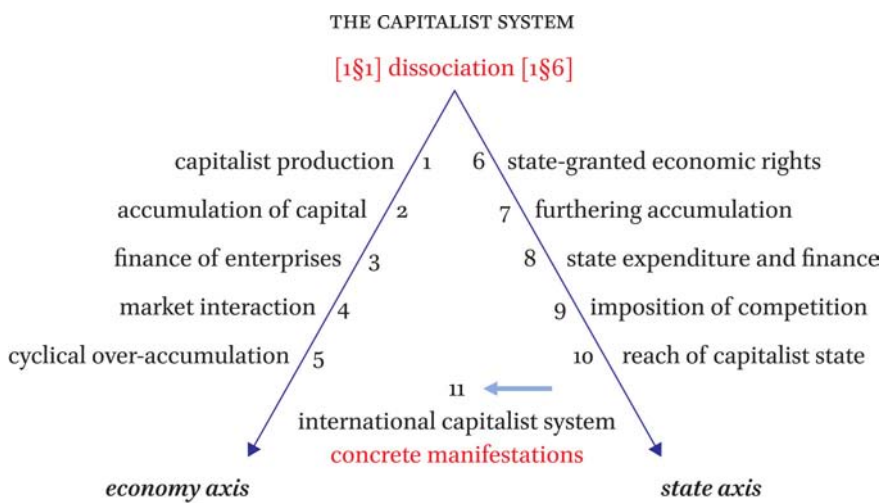 THE CAPITALIST SYSTEM
[1§1] dissociation [1§6]
capitalist production 1 6 state-granted economic rights
accumulation of capital 2 7 furthering accumulation
finance of enterprises 3 8 state expenditure and finance
market interaction 4 9 imposition of competition
cyclical over-accumulation 5 10 reach of capitalist state
11
international capitalist system
concrete manifestations
economy axis state axis